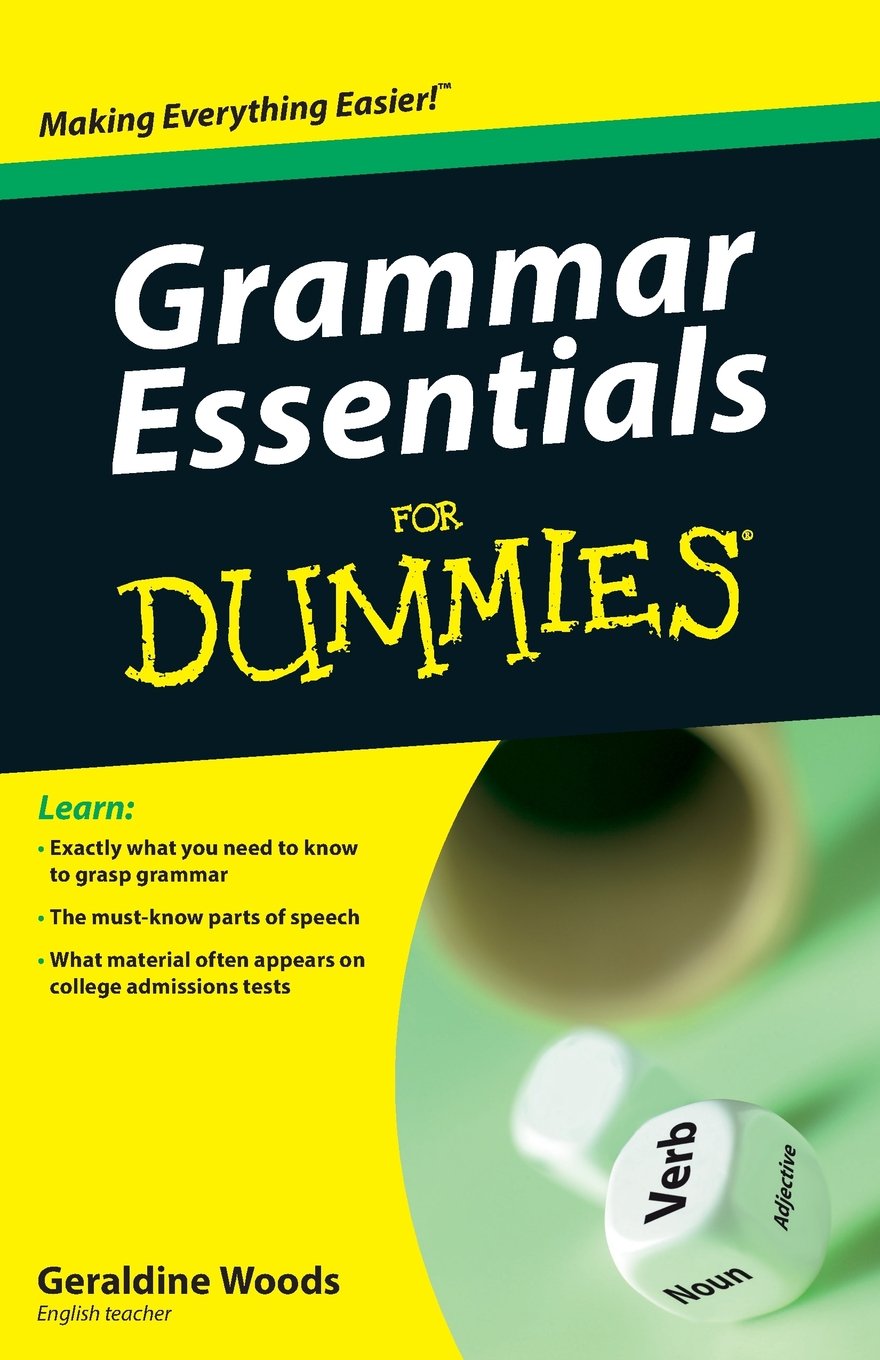 Making Everything Easier!™
Grammar
Essentials
FOR
DUMMIES®
Learn:
• Exactly what you need to know
to grasp grammar
• The must-know parts of speech
• What material often appears on
college admissions tests
Verb
Adjective
Noun
Geraldine Woods
English teacher